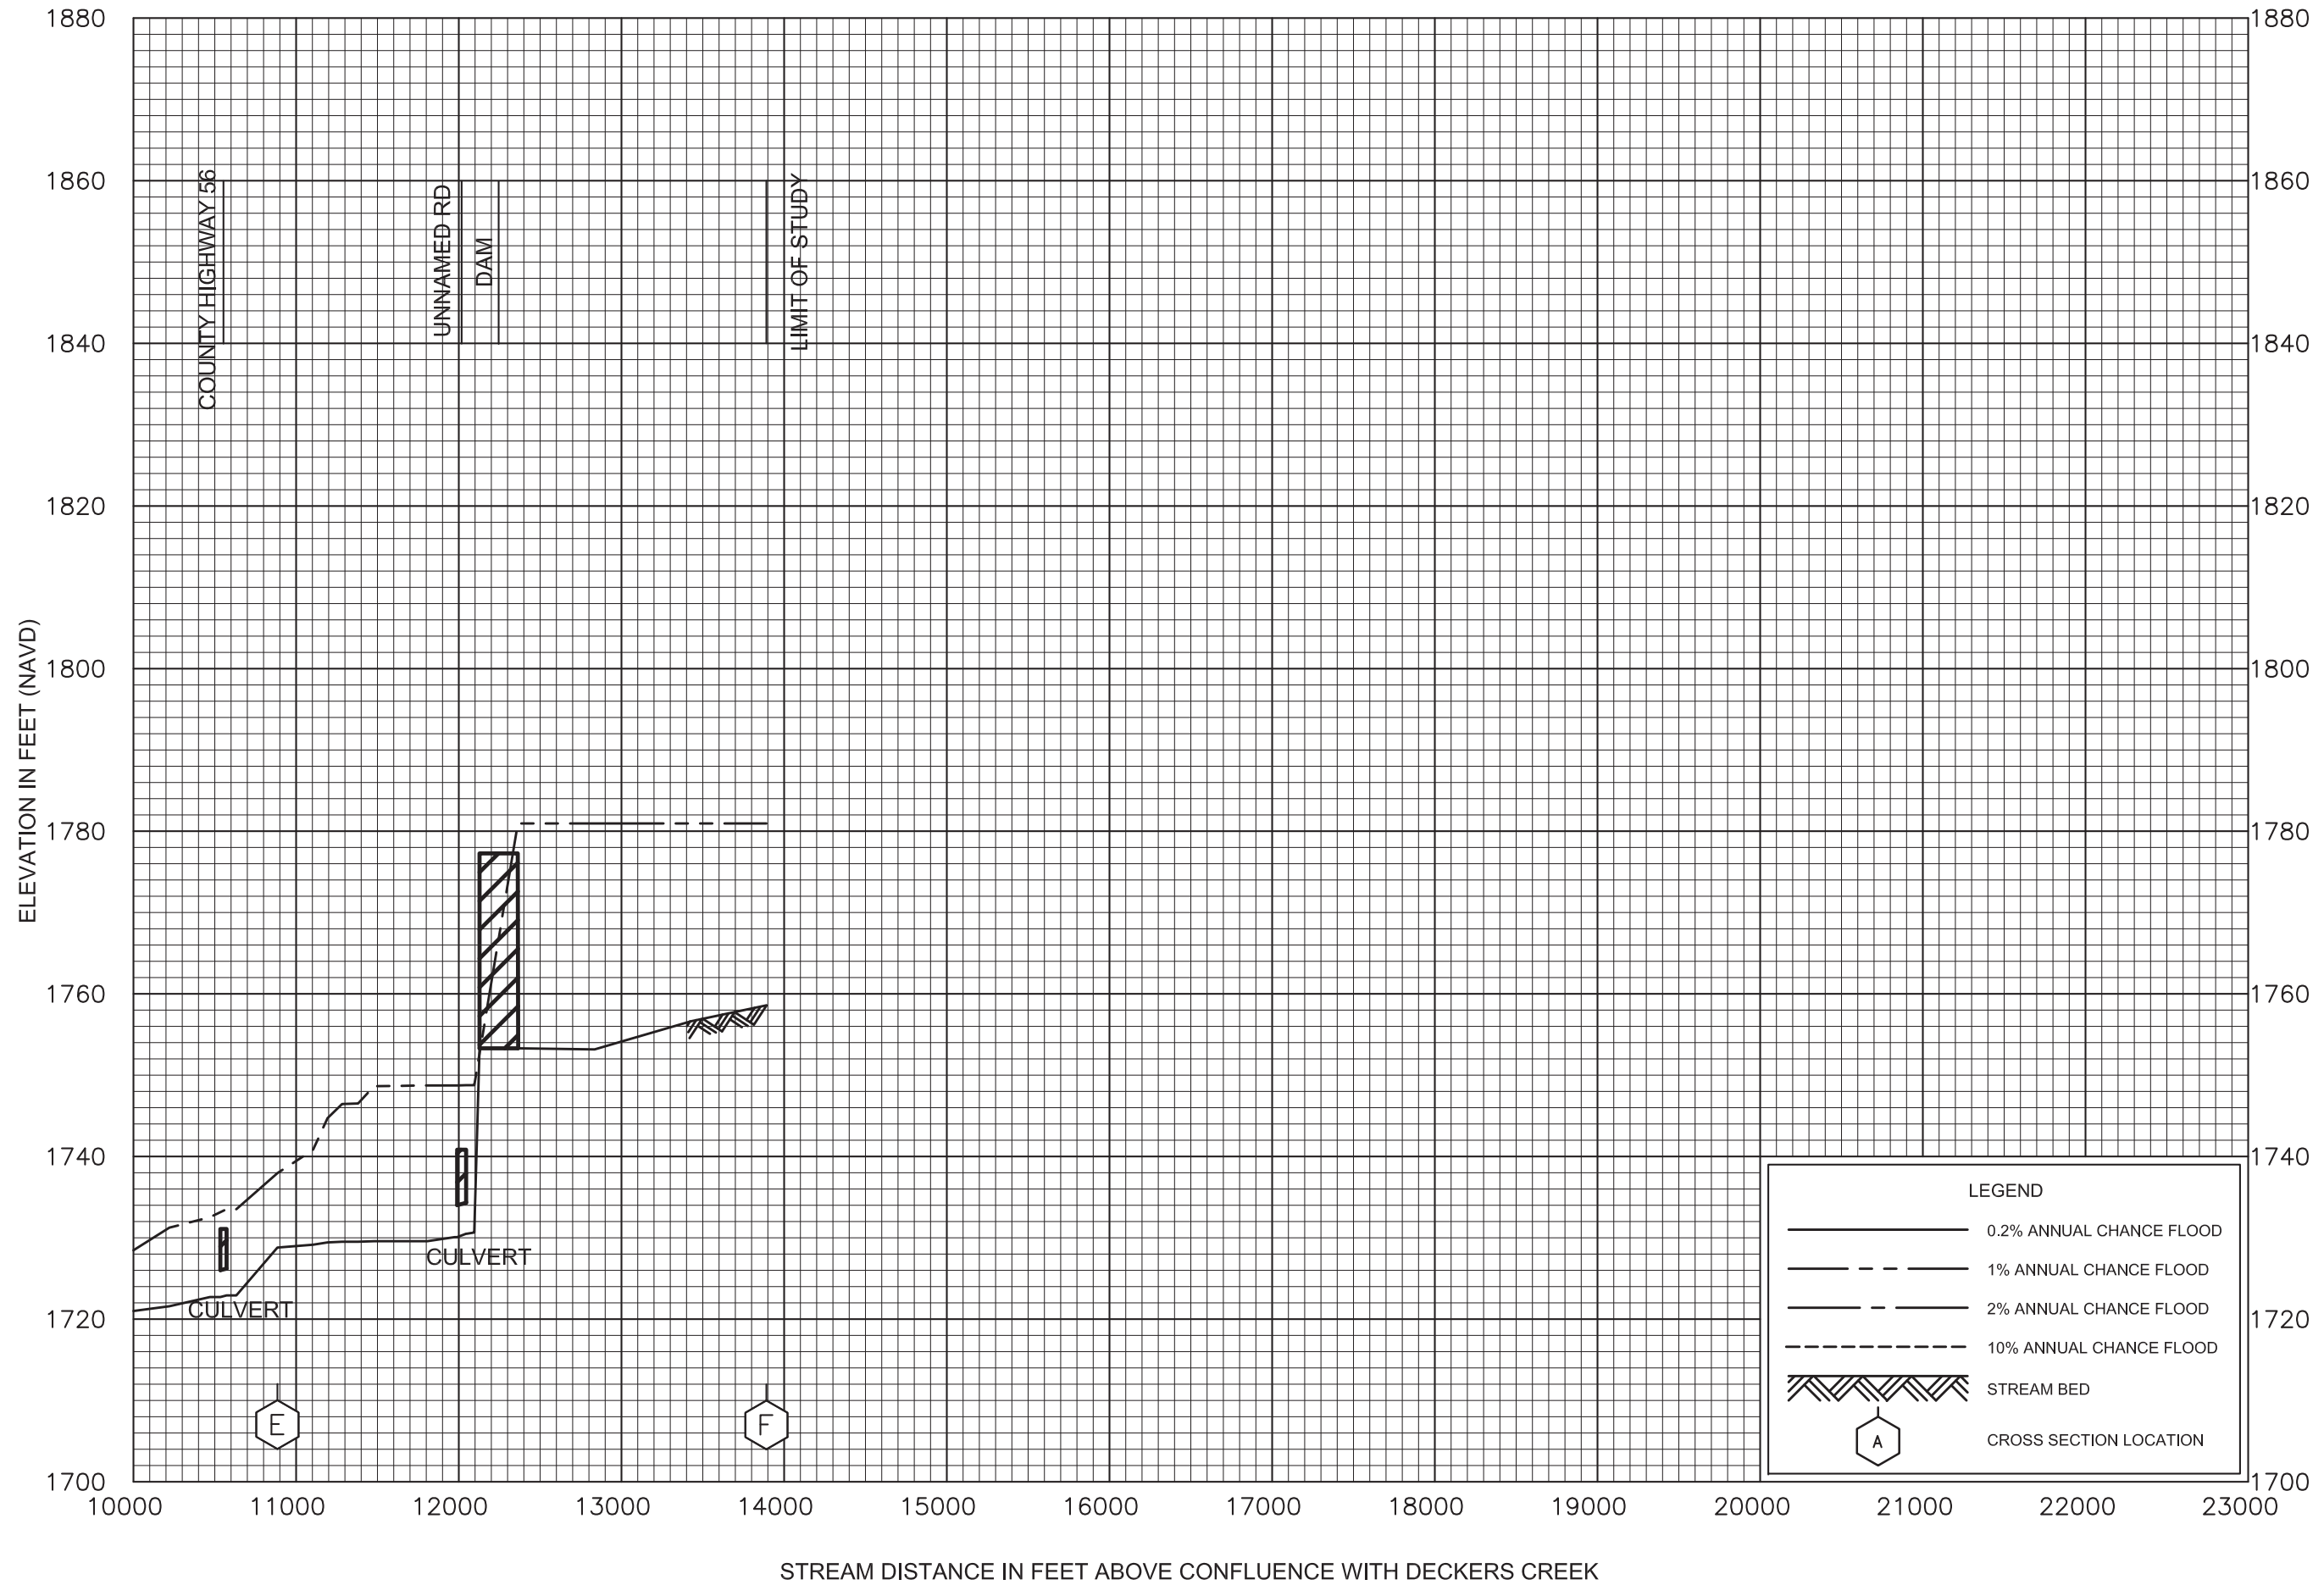 1880
1880
1860
1860
1840
1840
1820
1820
1800
1800
1780
1780
1760
1760
1740
1740
1720
1720
1700
1700
ELEVATION IN FEET (NAVD)
COUNTY HIGHWAY 56
UNNAMED RD
DAM
LIMIT OF STUDY
CULVERT
CULVERT
E
F
LEGEND
0.2% ANNUAL CHANCE FLOOD
1% ANNUAL CHANCE FLOOD
2% ANNUAL CHANCE FLOOD
10% ANNUAL CHANCE FLOOD
STREAM BED
A
CROSS SECTION LOCATION
10000 11000 12000 13000 14000 15000 16000 17000 18000 19000 20000 21000 22000 23000
STREAM DISTANCE IN FEET ABOVE CONFLUENCE WITH DECKERS CREEK